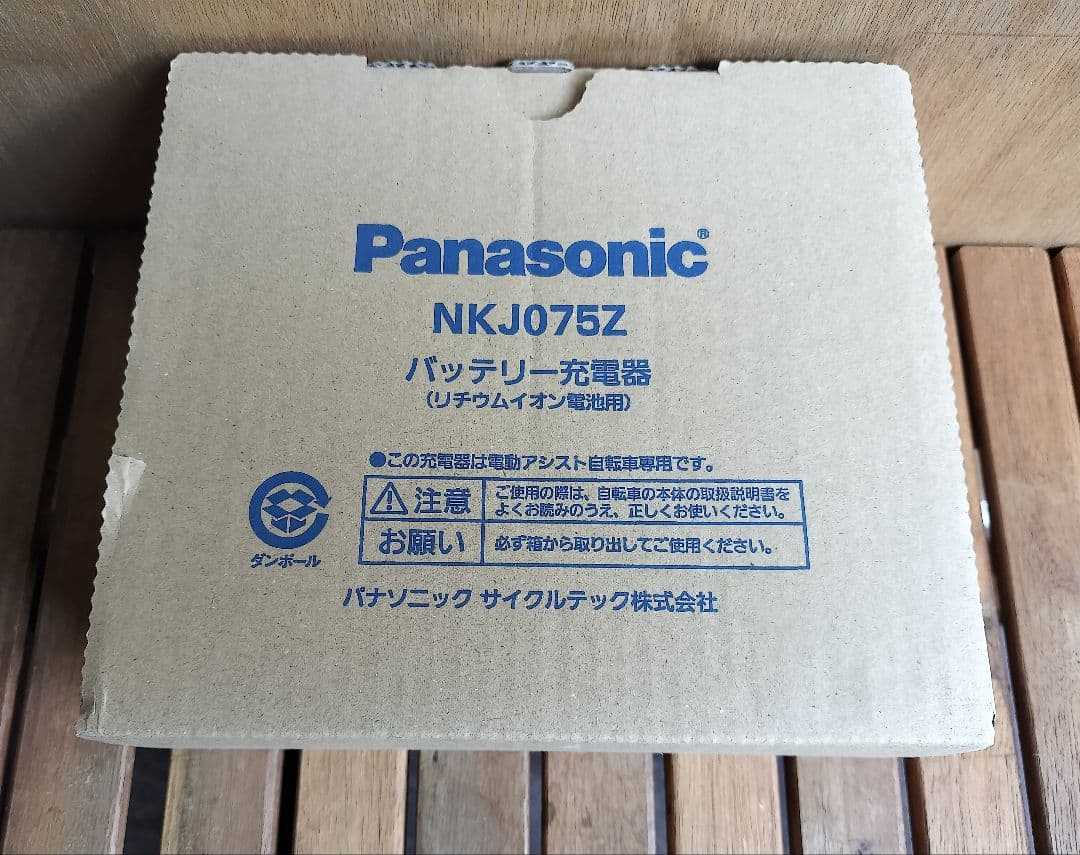 Panasonic®
NKJ075Z
バッテリー充電器
(リチウムイオン電池用)
●この充電器は電動アシスト自転車専用です。
注意
ご使用の際は、自転車の本体の取扱説明書を
よくお読みのうえ、正しくお使いください。
お願い
必ず箱から取り出してご使用ください。
ダンボール
パナソニック サイクルテック株式会社